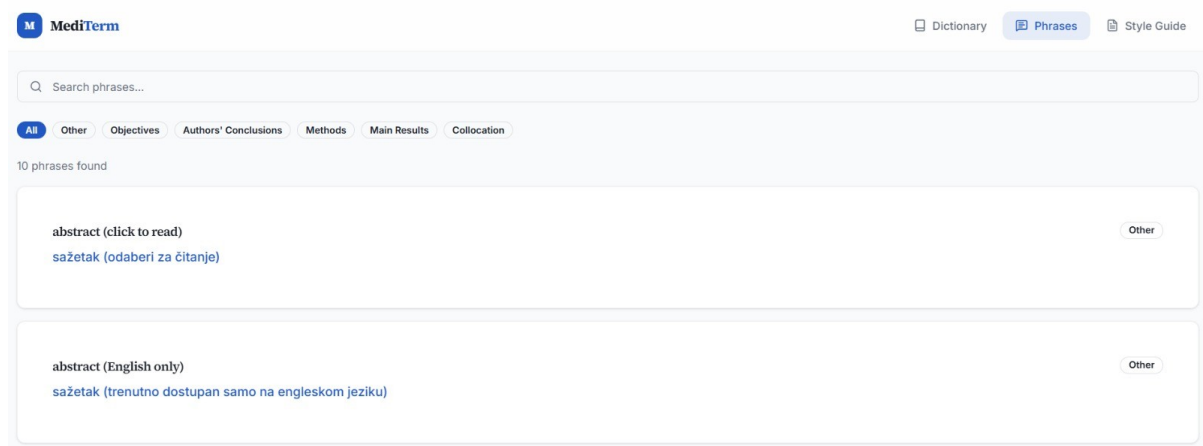 M MediTerm
Dictionary Phrases Style Guide
Search phrases...
All Other Objectives Authors' Conclusions Methods Main Results Collocation
10 phrases found
abstract (click to read) Other
sažetak (odaberi za čitanje)
abstract (English only) Other
sažetak (trenutno dostupan samo na engleskom jeziku)